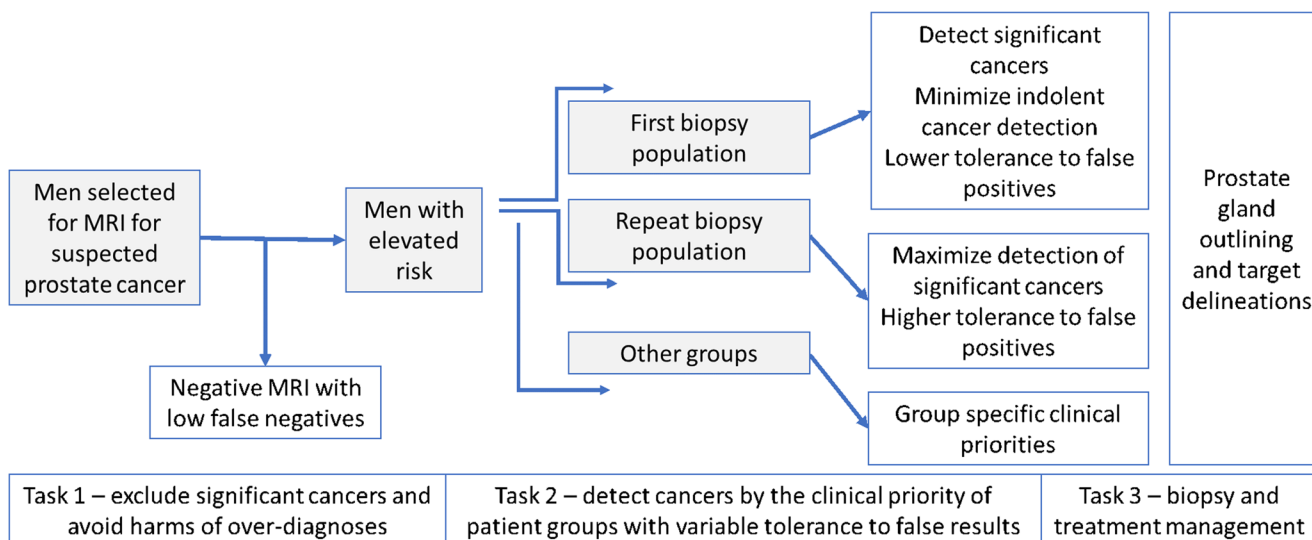 Men selected
for MRI for
suspected
prostate cancer
Negative MRI with
low false negatives
Men with
elevated
risk
First biopsy
population
Repeat biopsy
population
Other groups
Detect significant
cancers
Minimize indolent
cancer detection
Lower tolerance to false
positives
Maximize detection of
significant cancers
Higher tolerance to false
positives
Group specific clinical
priorities
Prostate
gland
outlining
and target
delineations
Task 1 – exclude significant cancers and
avoid harms of over-diagnoses
Task 2 – detect cancers by the clinical priority of
patient groups with variable tolerance to false results
Task 3 – biopsy and
treatment management